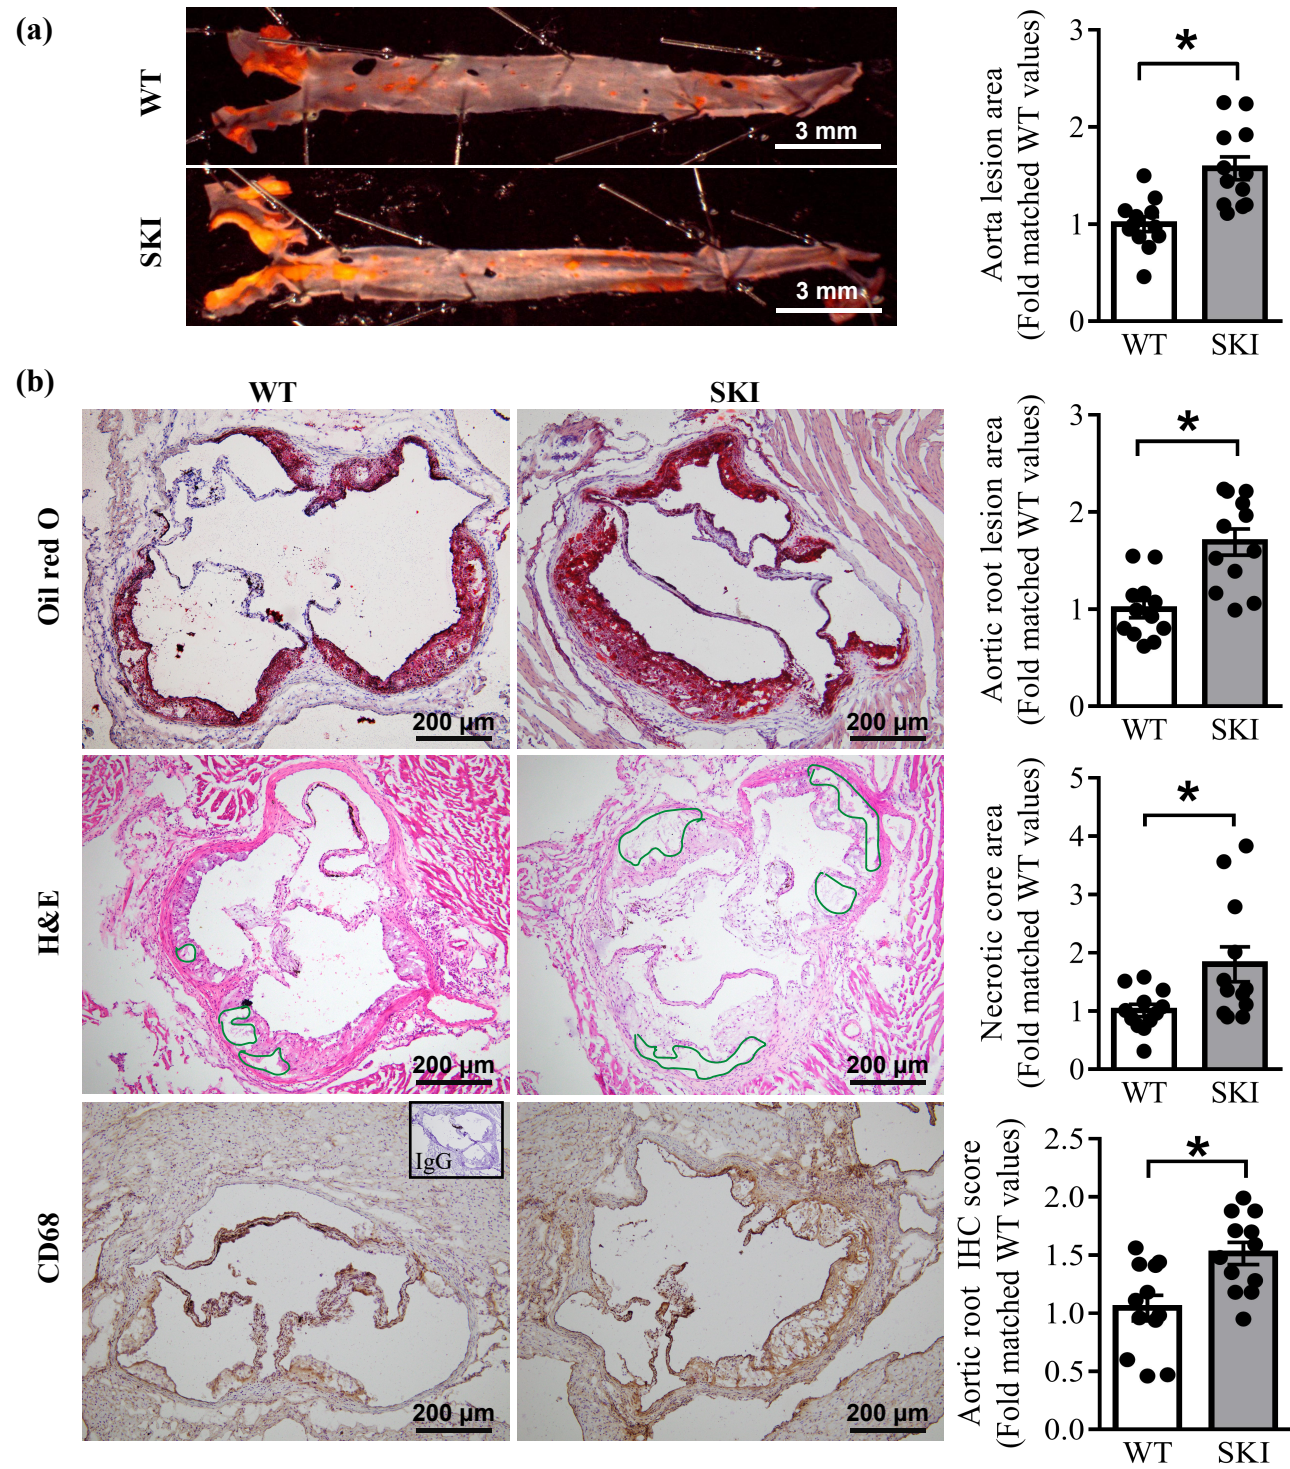 (a)
WT
3 mm
SKI
3 mm
Aorta lesion area
(Fold matched WT values)
3
2
1
0
*
WT SKI
(b)
WT SKI
Oil red O
200 µm
200 µm
Aortic root lesion area
(Fold matched WT values)
3
2
1
0
*
WT SKI
H&E
200 µm
200 µm
Necrotic core area
(Fold matched WT values)
5
4
3
2
1
0
*
WT SKI
CD68
IgG
200 µm
200 µm
Aortic root IHC score
(Fold matched WT values)
2.5
2.0
1.5
1.0
0.5
0.0
*
WT SKI